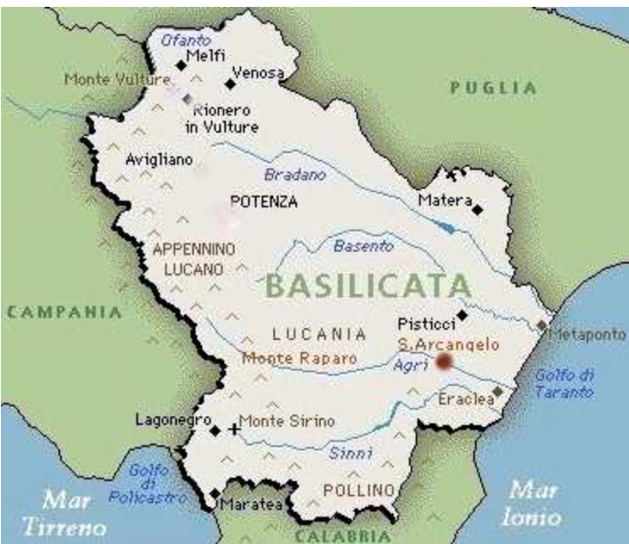 Ofanto
Melfi
Monte Vulture
Venosa
PUGLIA
Rionero
in Vulture
Avigliano
Bradano
POTENZA
Matera
Basento
APPENNINO
LUCANO
BASILICATA
CAMPANIA
Pisticci
Metaponto
LUCANIA
S.Arcangelo
Monte Raparo
Agri
Golfo di
Taranto
Eraclea
Lagonegro
Monte Sirino
Sinni
Golfo
di
Policastro
POLLINO
Mar
Tirreno
Maratea
Mar
Ionio
CALABRIA